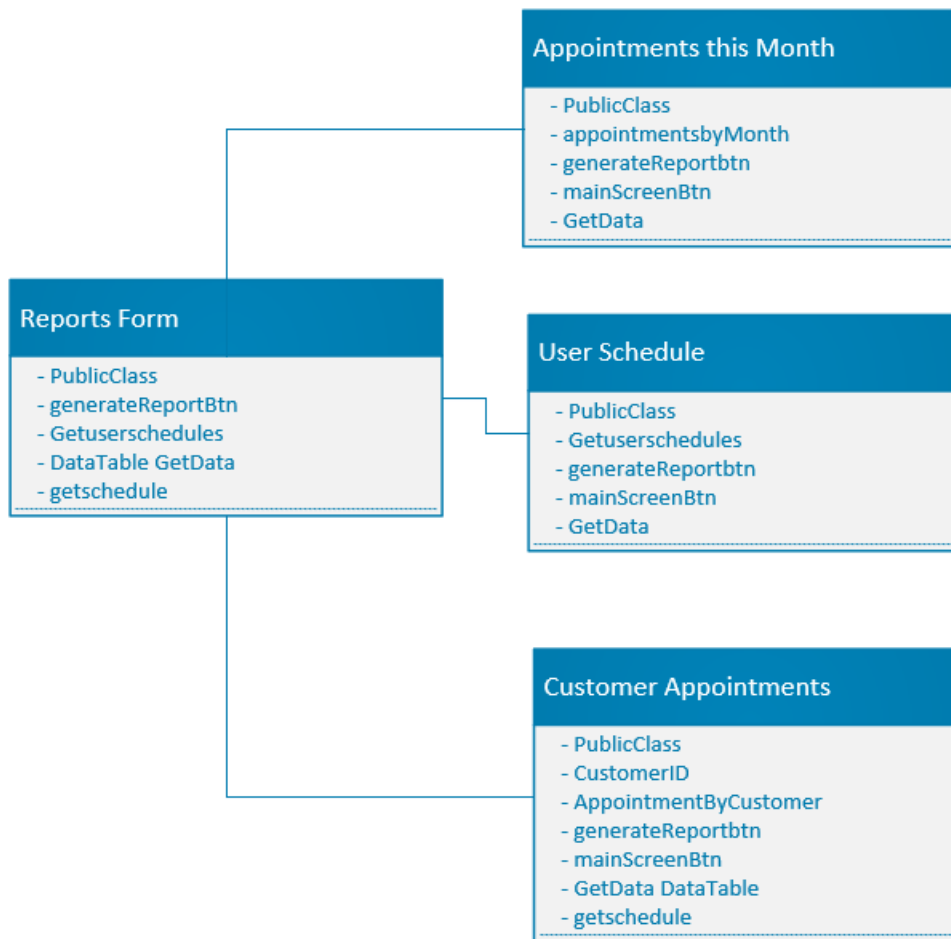 Appointments this Month
- PublicClass
- appointmentsbyMonth
- generateReportbtn
- mainScreenBtn
- GetData
Reports Form
- PublicClass
- generateReportBtn
- Getuserschedules
- DataTable GetData
- getschedule
User Schedule
- PublicClass
- Getuserschedules
- generateReportbtn
- mainScreenBtn
- GetData
Customer Appointments
- PublicClass
- CustomerID
- AppointmentByCustomer
- generateReportbtn
- mainScreenBtn
- GetData DataTable
- getschedule